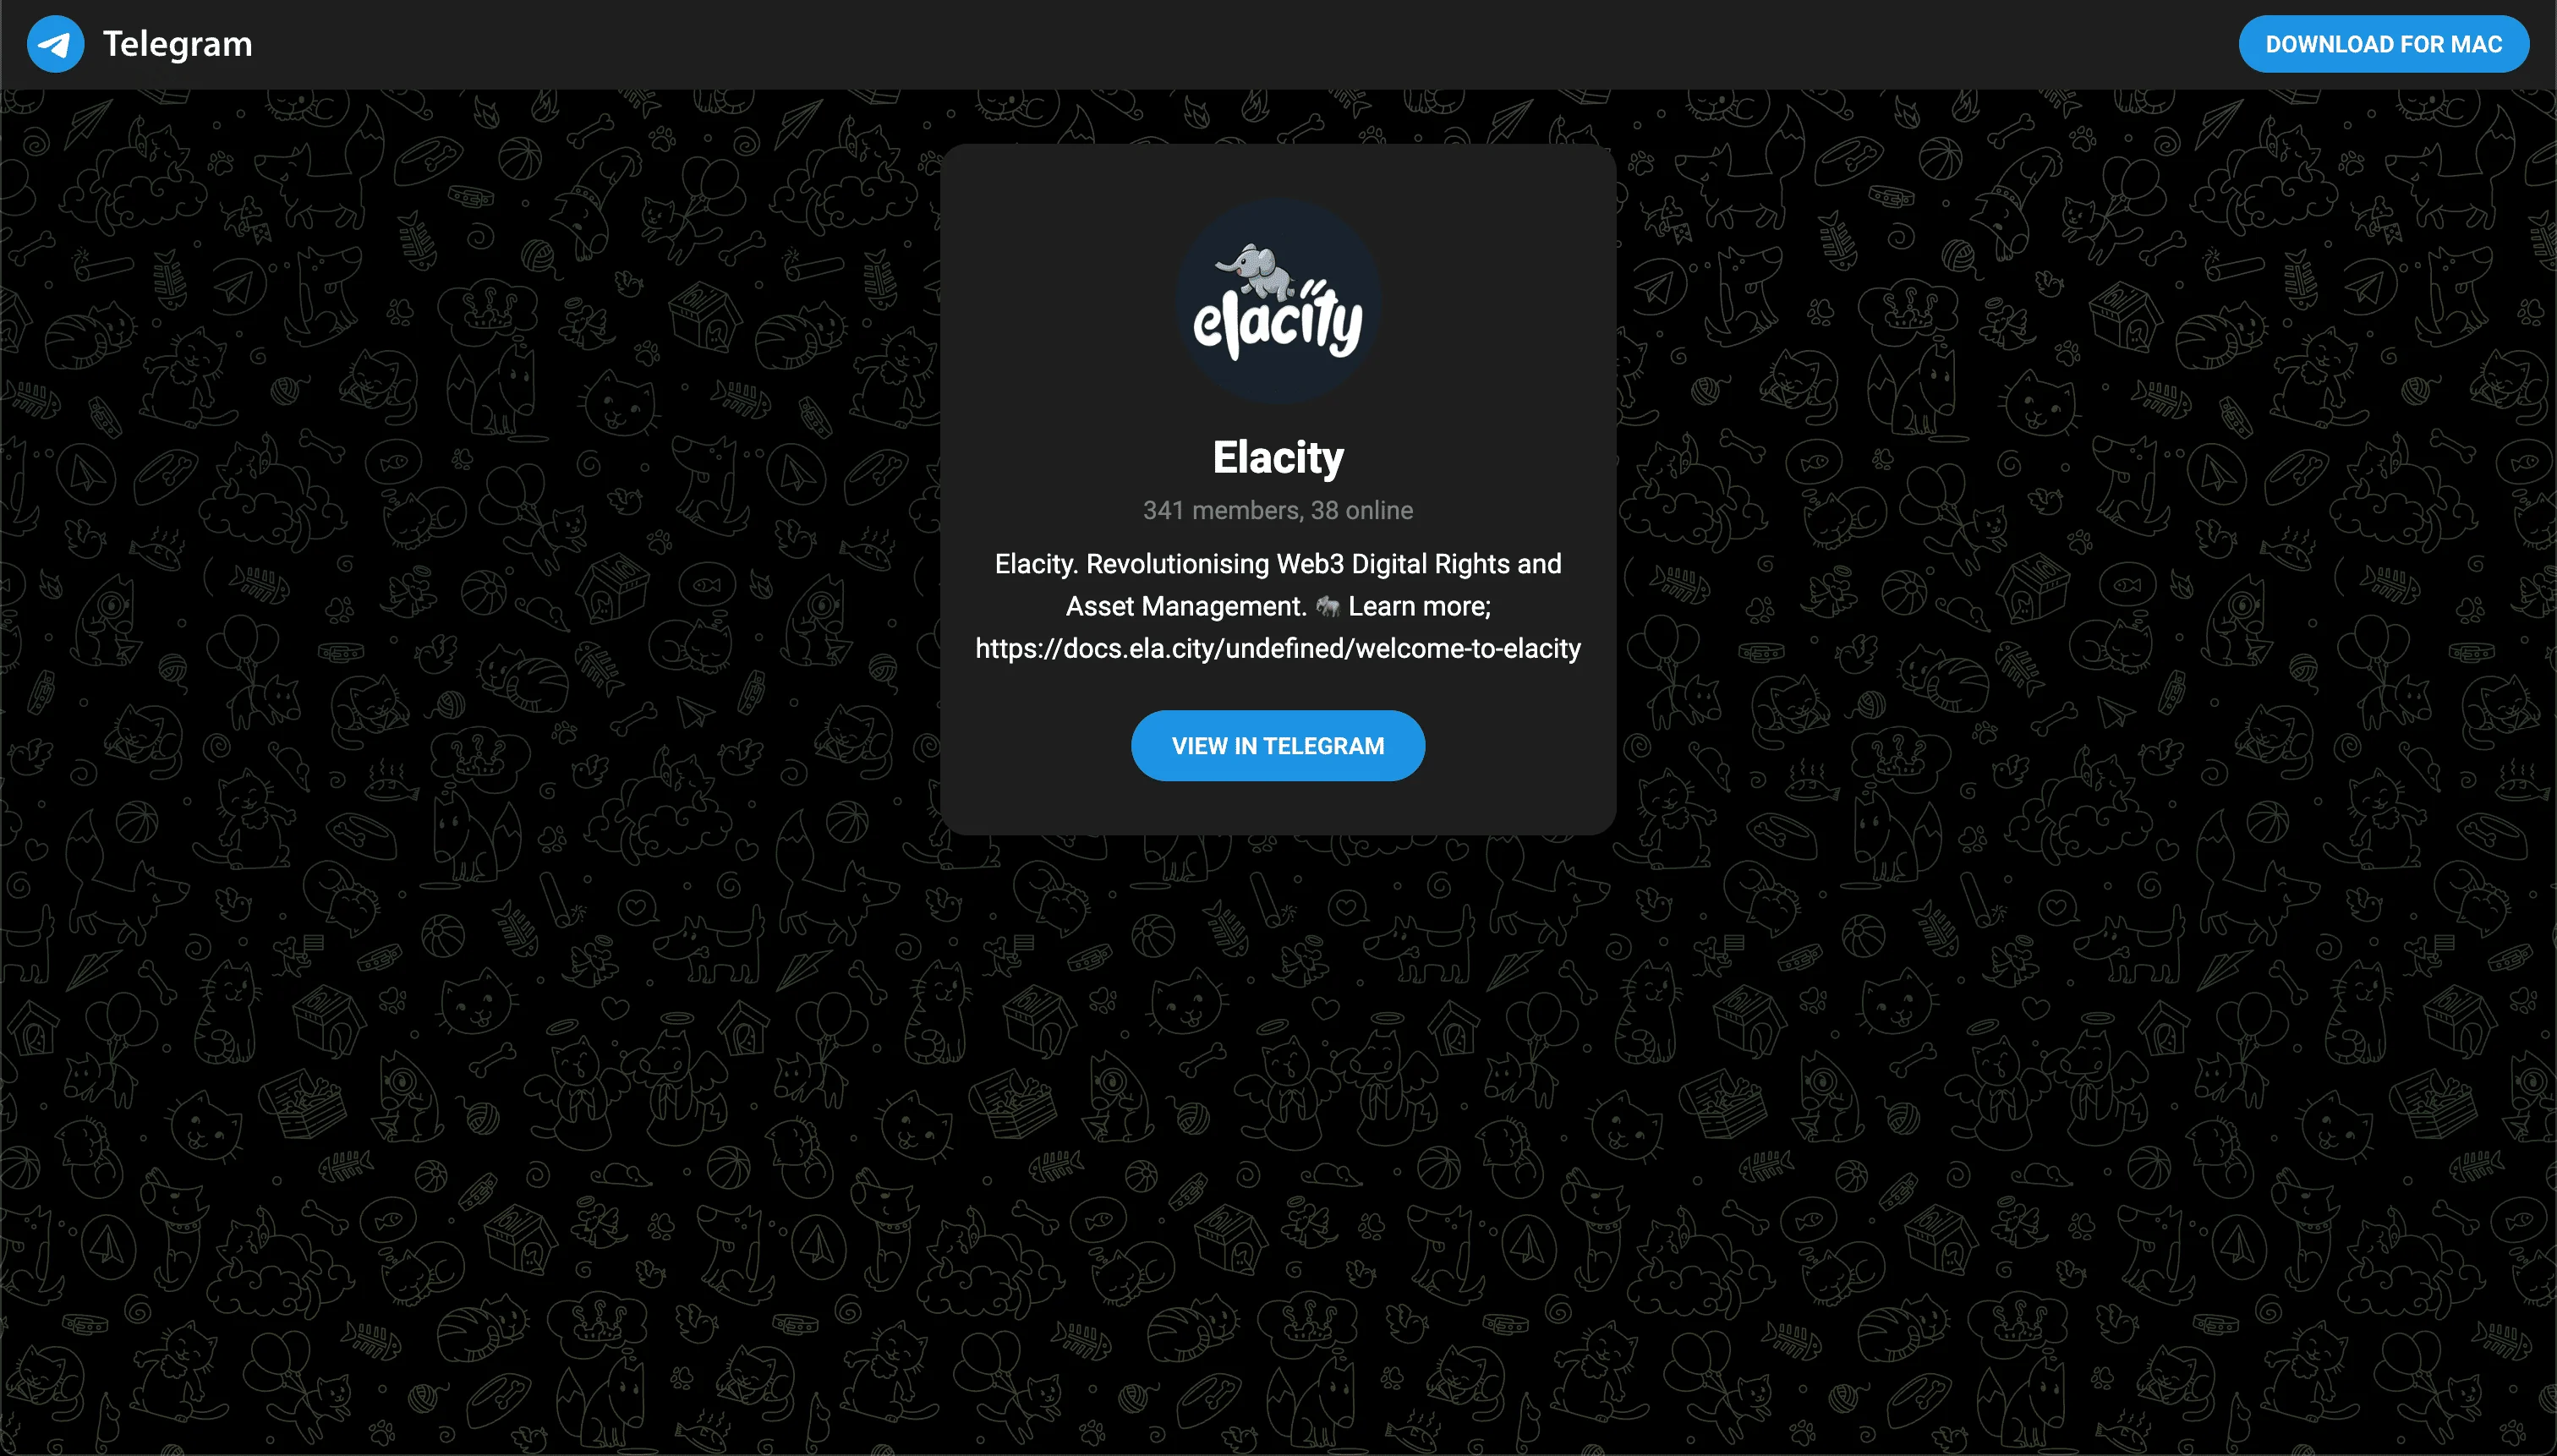 Telegram
DOWNLOAD FOR MAC
elacity
Elacity
341 members, 38 online
Elacity. Revolutionising Web3 Digital Rights and
Asset Management. 🐘 Learn more;
https://docs.ela.city/undefined/welcome-to-elacity
VIEW IN TELEGRAM